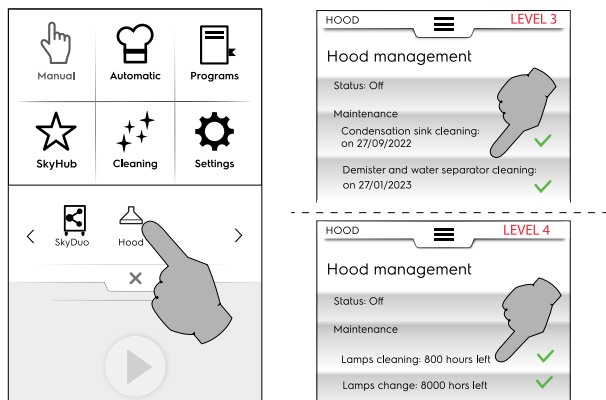 Manual Automatic Programs
SkyHub Cleaning Settings
SkyDuo Hood
HOOD LEVEL 3
Hood management
Status: Off
Maintenance
Condensation sink cleaning:
on 27/09/2022
Demister and water separator cleaning:
on 27/01/2023
HOOD LEVEL 4
Hood management
Status: Off
Maintenance
Lamps cleaning: 800 hours left
Lamps change: 8000 hors left